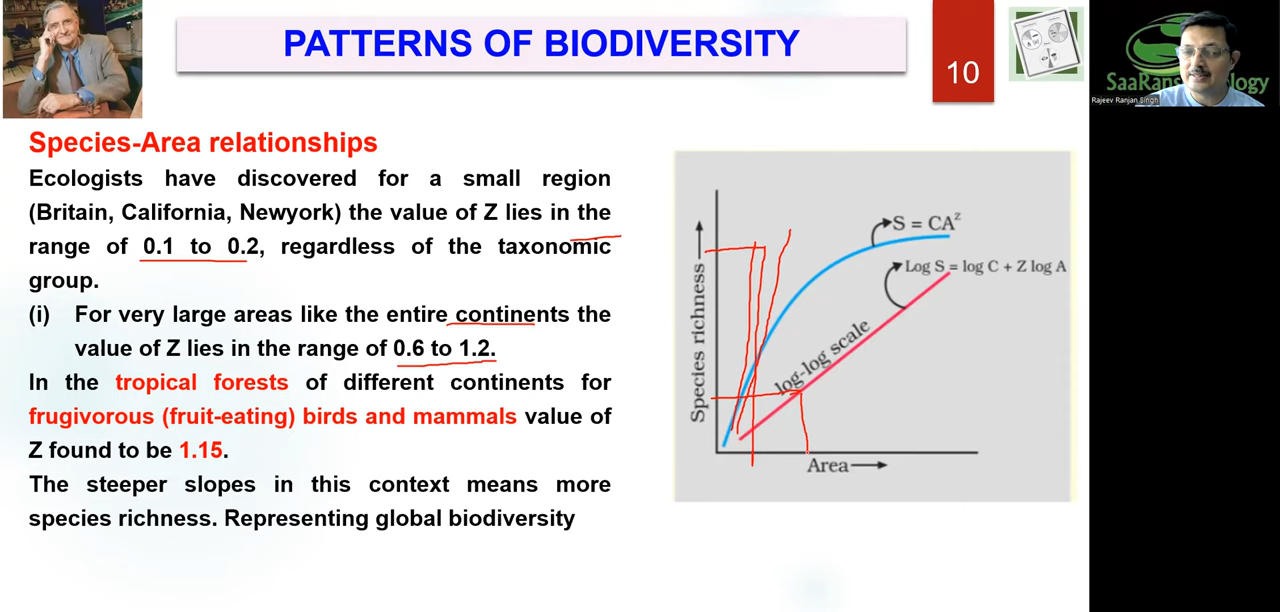 PATTERNS OF BIODIVERSITY
10
SaaRans ology
Rajeev Ranjan Singh
Species-Area relationships
Ecologists have discovered for a small region
(Britain, California, Newyork) the value of Z lies in the
range of 0.1 to 0.2, regardless of the taxonomic
group.
(i) For very large areas like the entire continents the
value of Z lies in the range of 0.6 to 1.2.
In the tropical forests of different continents for
frugivorous (fruit-eating) birds and mammals value of
Z found to be 1.15.
The steeper slopes in this context means more
species richness. Representing global biodiversity
S = CA^z
Log S = log C + Z log A
log-log scale
Species richness
Area